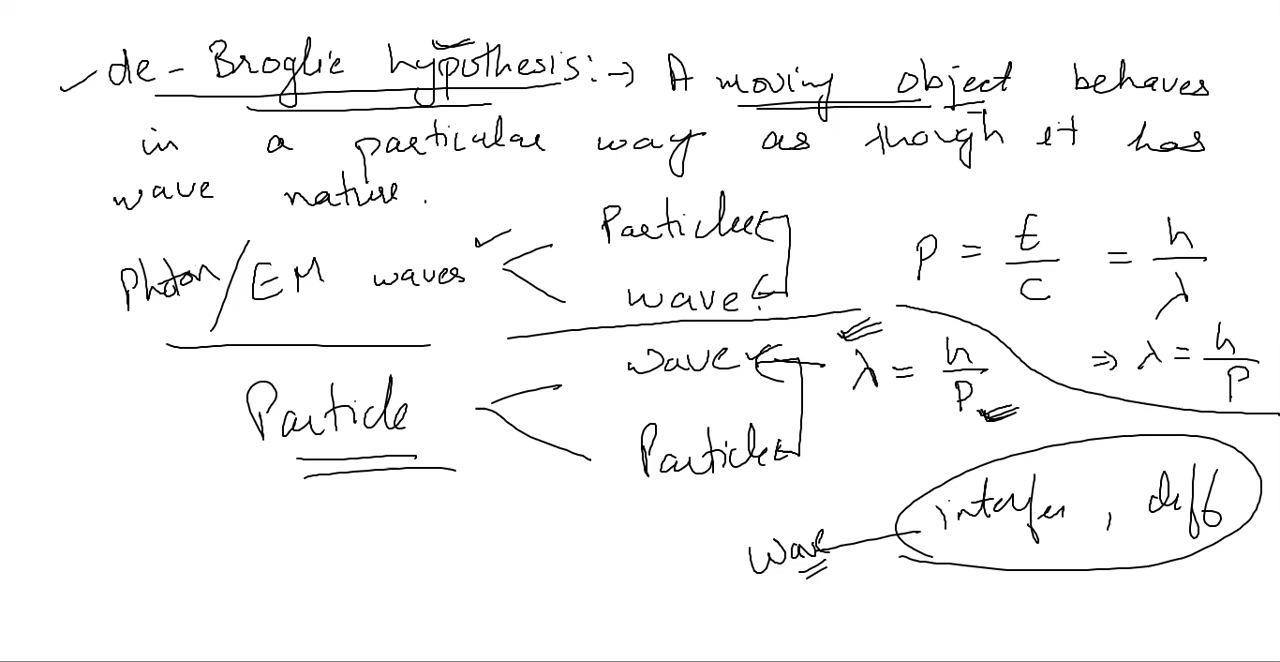 de-Broglie hypothesis:→ A moving object behaves
in a particular way as though it has
wave nature.
Photon/EM waves
Particle
wave
P = E/C = h/λ
⇒ λ = h/P
Particle
wave
λ = h/P
Particle
wave
interfer, diff